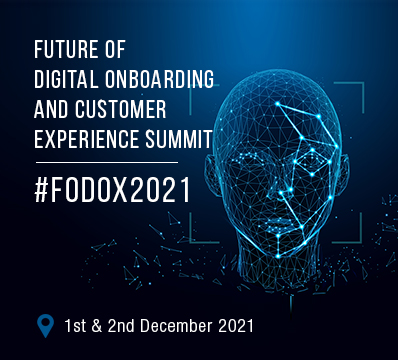 FUTURE OF
DIGITAL ONBOARDING
AND CUSTOMER
EXPERIENCE SUMMIT
#FODOX2021
1st & 2nd December 2021